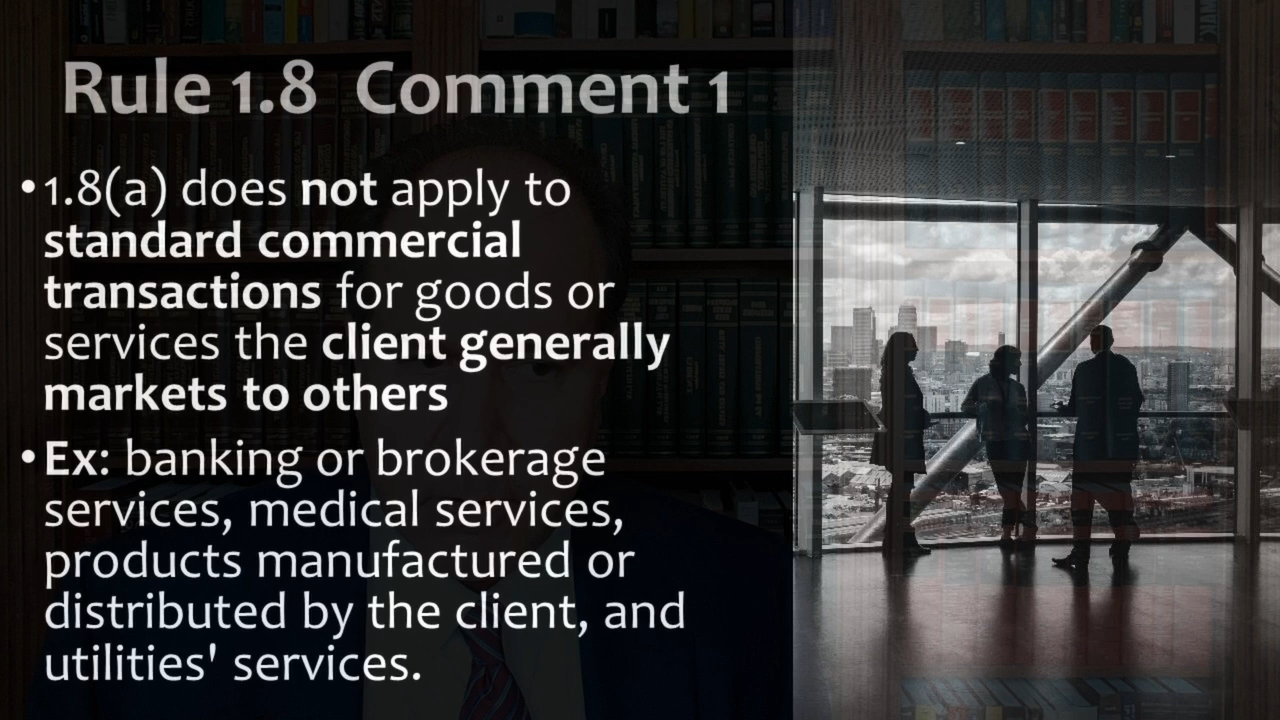 Rule 1.8 Comment 1
•1.8(a) does not apply to
standard commercial
transactions for goods or
services the client generally
markets to others
•Ex: banking or brokerage
services, medical services,
products manufactured or
distributed by the client, and
utilities' services.